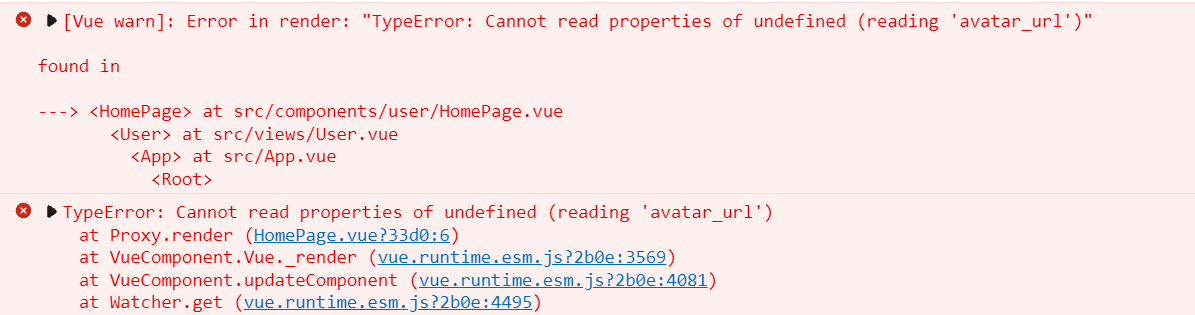 [Vue warn]: Error in render: "TypeError: Cannot read properties of undefined (reading 'avatar_url')"
found in
---> <HomePage> at src/components/user/HomePage.vue
<User> at src/views/User.vue
<App> at src/App.vue
<Root>
TypeError: Cannot read properties of undefined (reading 'avatar_url')
at Proxy.render (HomePage.vue?33d0:6)
at VueComponent.Vue._render (vue.runtime.esm.js?2b0e:3569)
at VueComponent.updateComponent (vue.runtime.esm.js?2b0e:4081)
at Watcher.get (vue.runtime.esm.js?2b0e:4495)